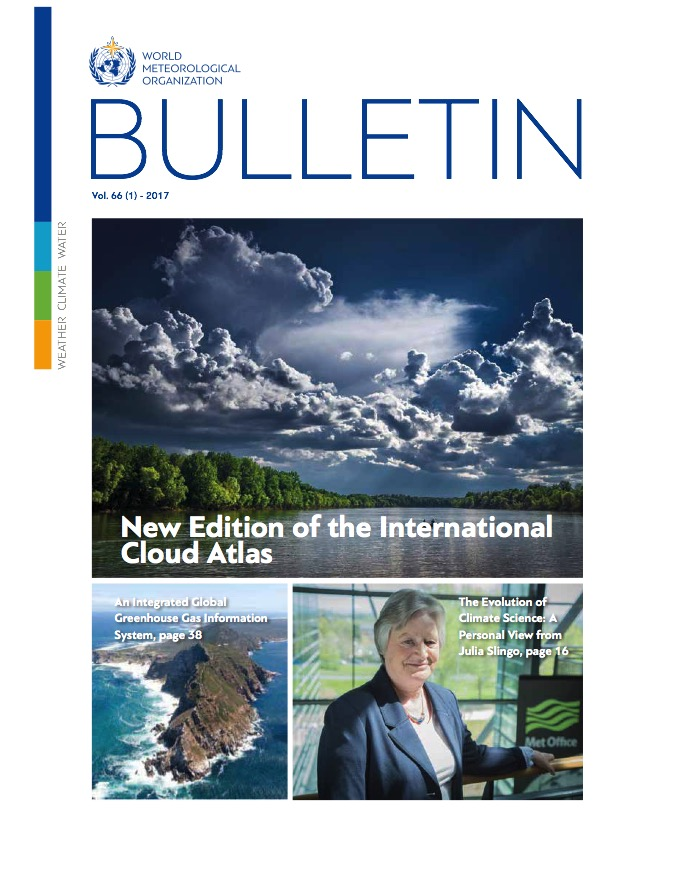 WORLD
METEOROLOGICAL
ORGANIZATION
BULLETIN
Vol. 66 (1) - 2017
WEATHER CLIMATE WATER
New Edition of the International
Cloud Atlas
An Integrated Global
Greenhouse Gas Information
System, page 38
The Evolution of
Climate Science: A
Personal View from
Julia Slingo, page 16
Met Office